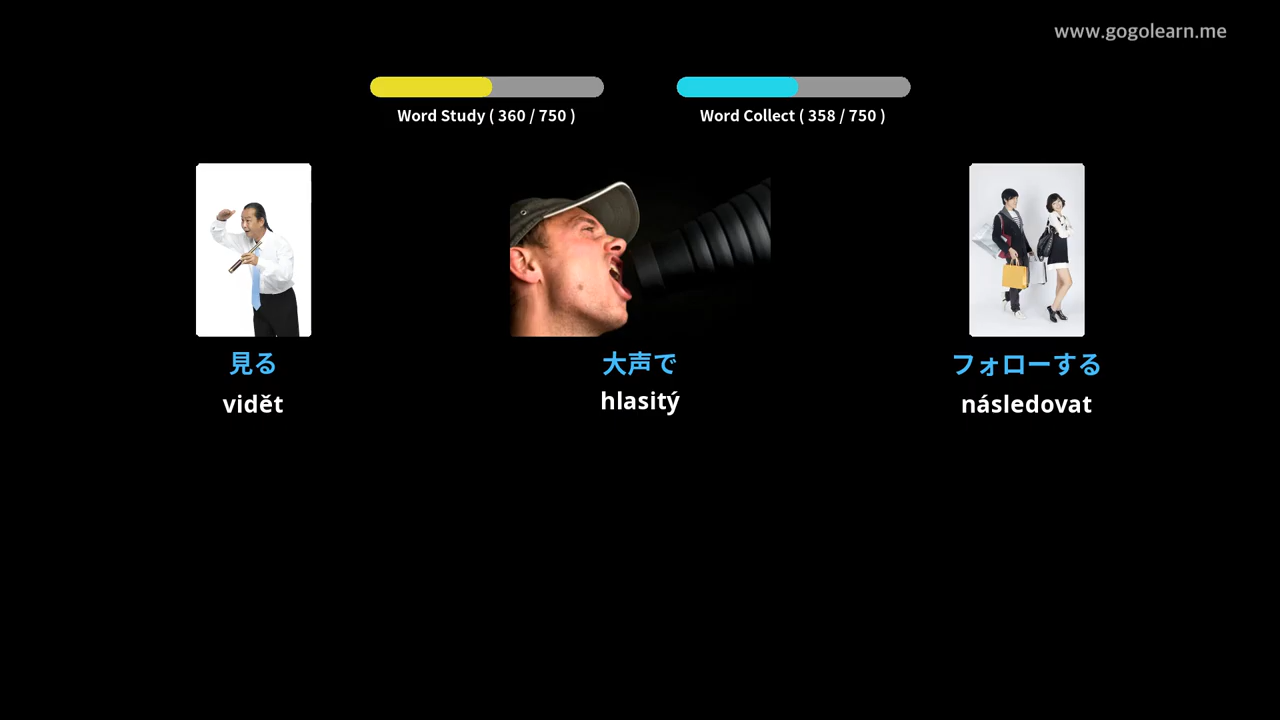 www.gogolearn.me
Word Study ( 360 / 750 )
Word Collect ( 358 / 750 )
見る
大声で
フォローする
vidět
hlasitý
následovat